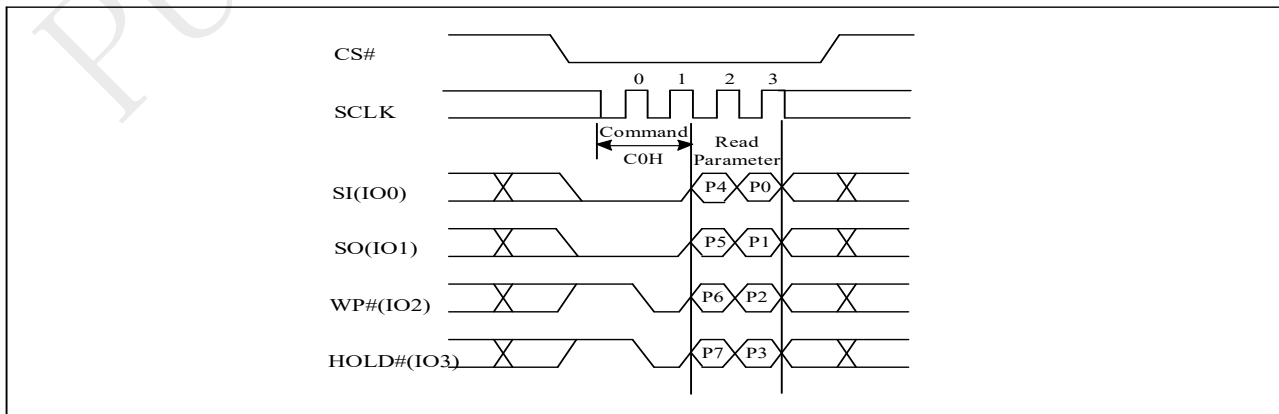 PU
CS#
0 1 2 3
SCLK
Command Read
C0H Parameter
SI(IO0) P4 P0
SO(IO1) P5 P1
WP#(IO2) P6 P2
HOLD#(IO3) P7 P3